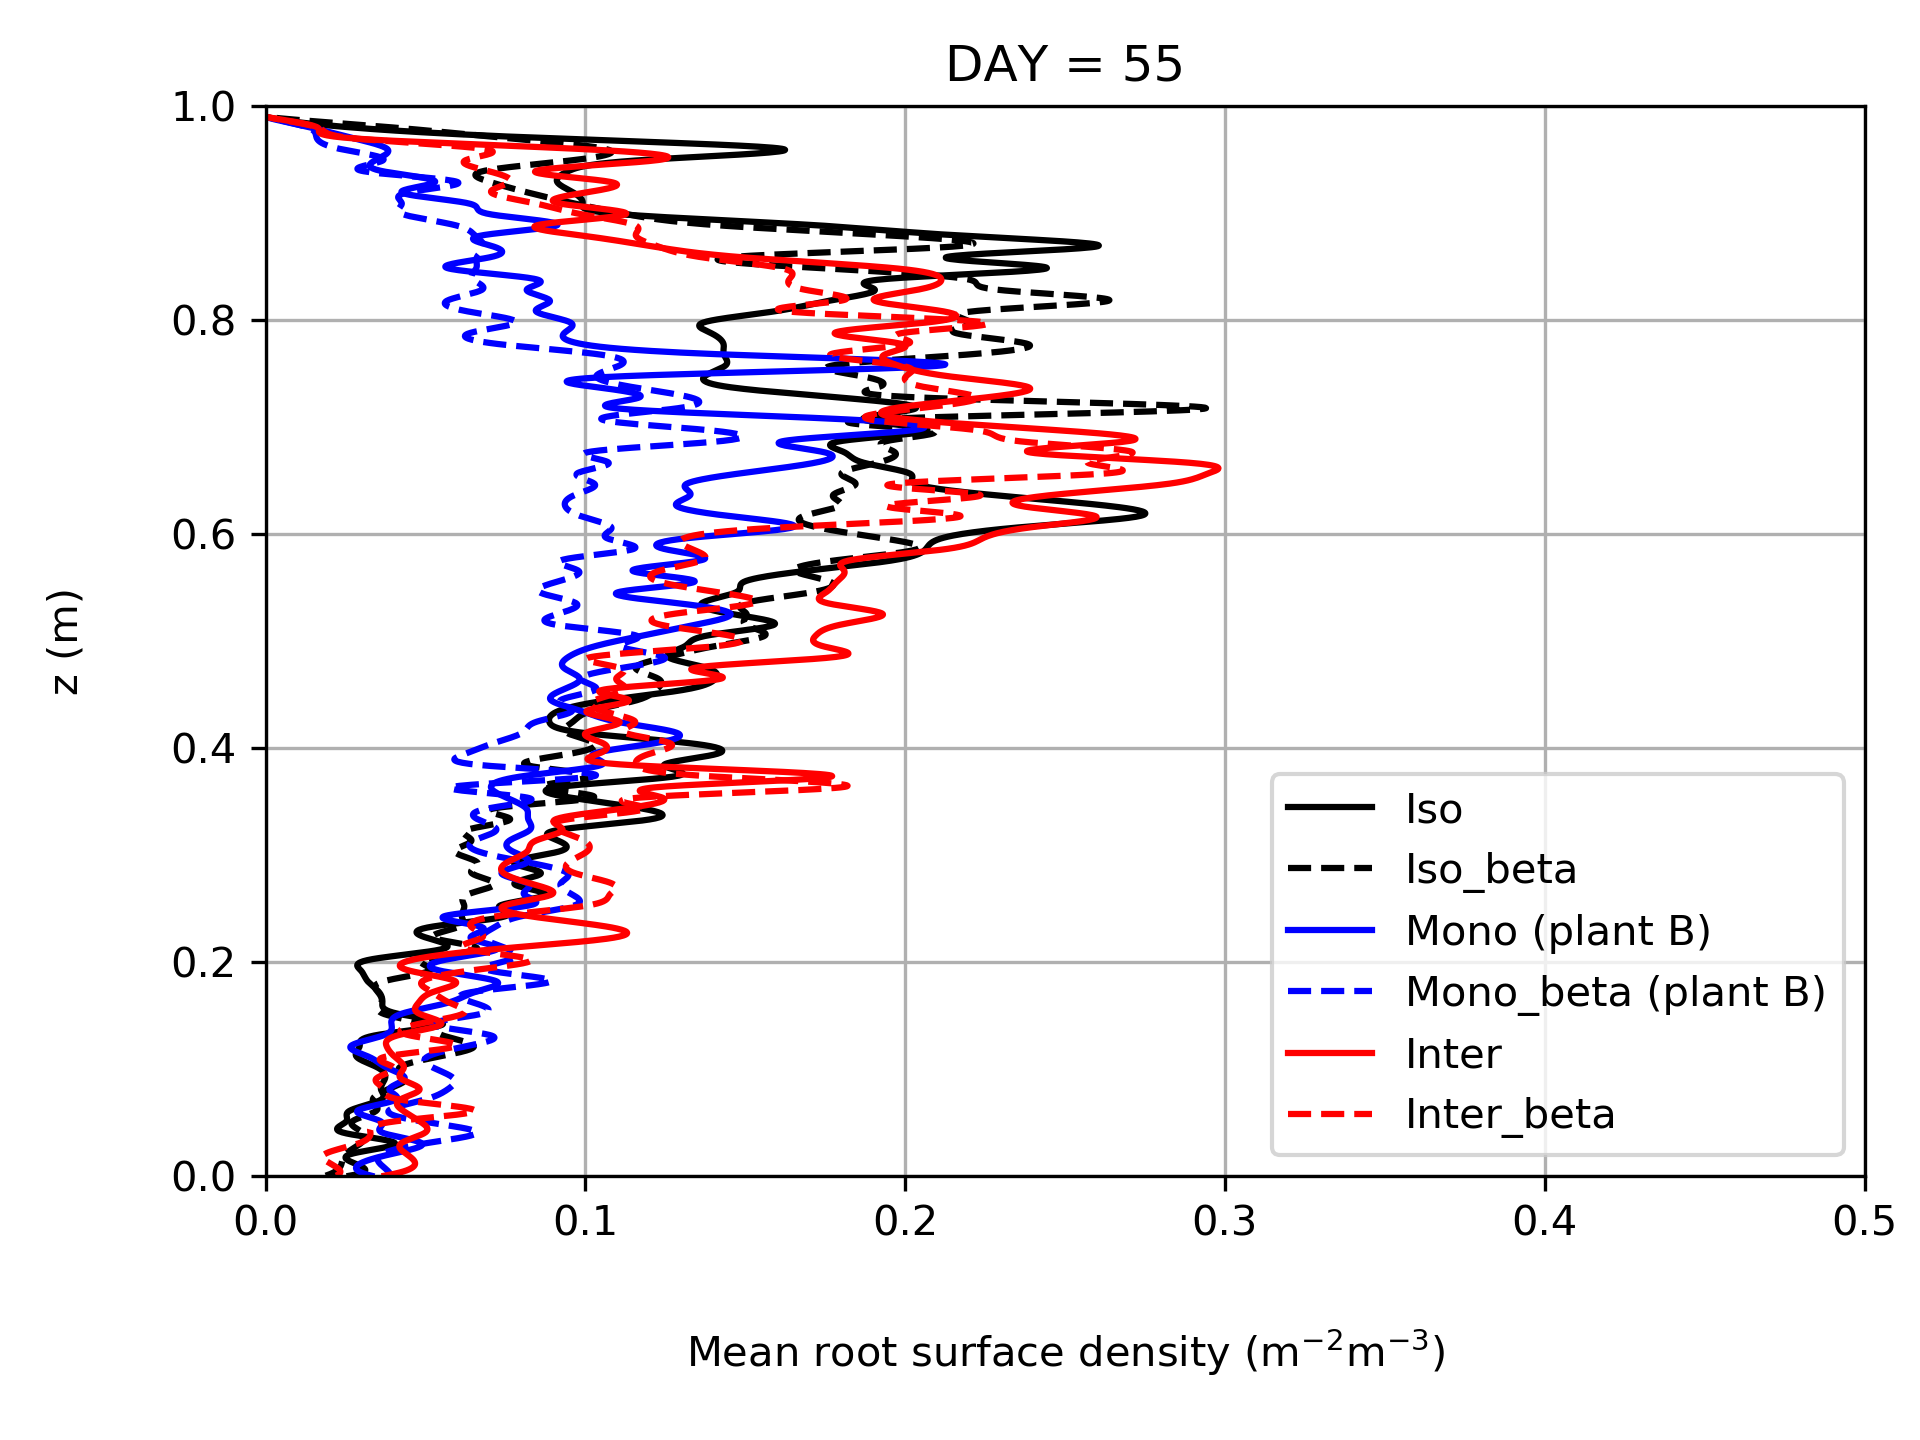 DAY = 55
1.0
0.8
0.6
0.4
0.2
0.0
z (m)
0.0 0.1 0.2 0.3 0.4 0.5
Mean root surface density (m⁻²m⁻³)
Iso
Iso_beta
Mono (plant B)
Mono_beta (plant B)
Inter
Inter_beta